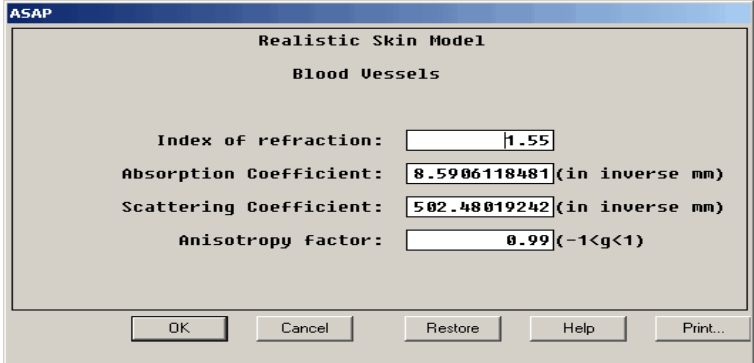 ASAP
Realistic Skin Model
Blood Vessels
Index of refraction: 1.55
Absorption Coefficient: 8.5906118481 (in inverse mm)
Scattering Coefficient: 502.48019242 (in inverse mm)
Anisotropy factor: 0.99 (-1<g<1)
OK Cancel Restore Help Print...